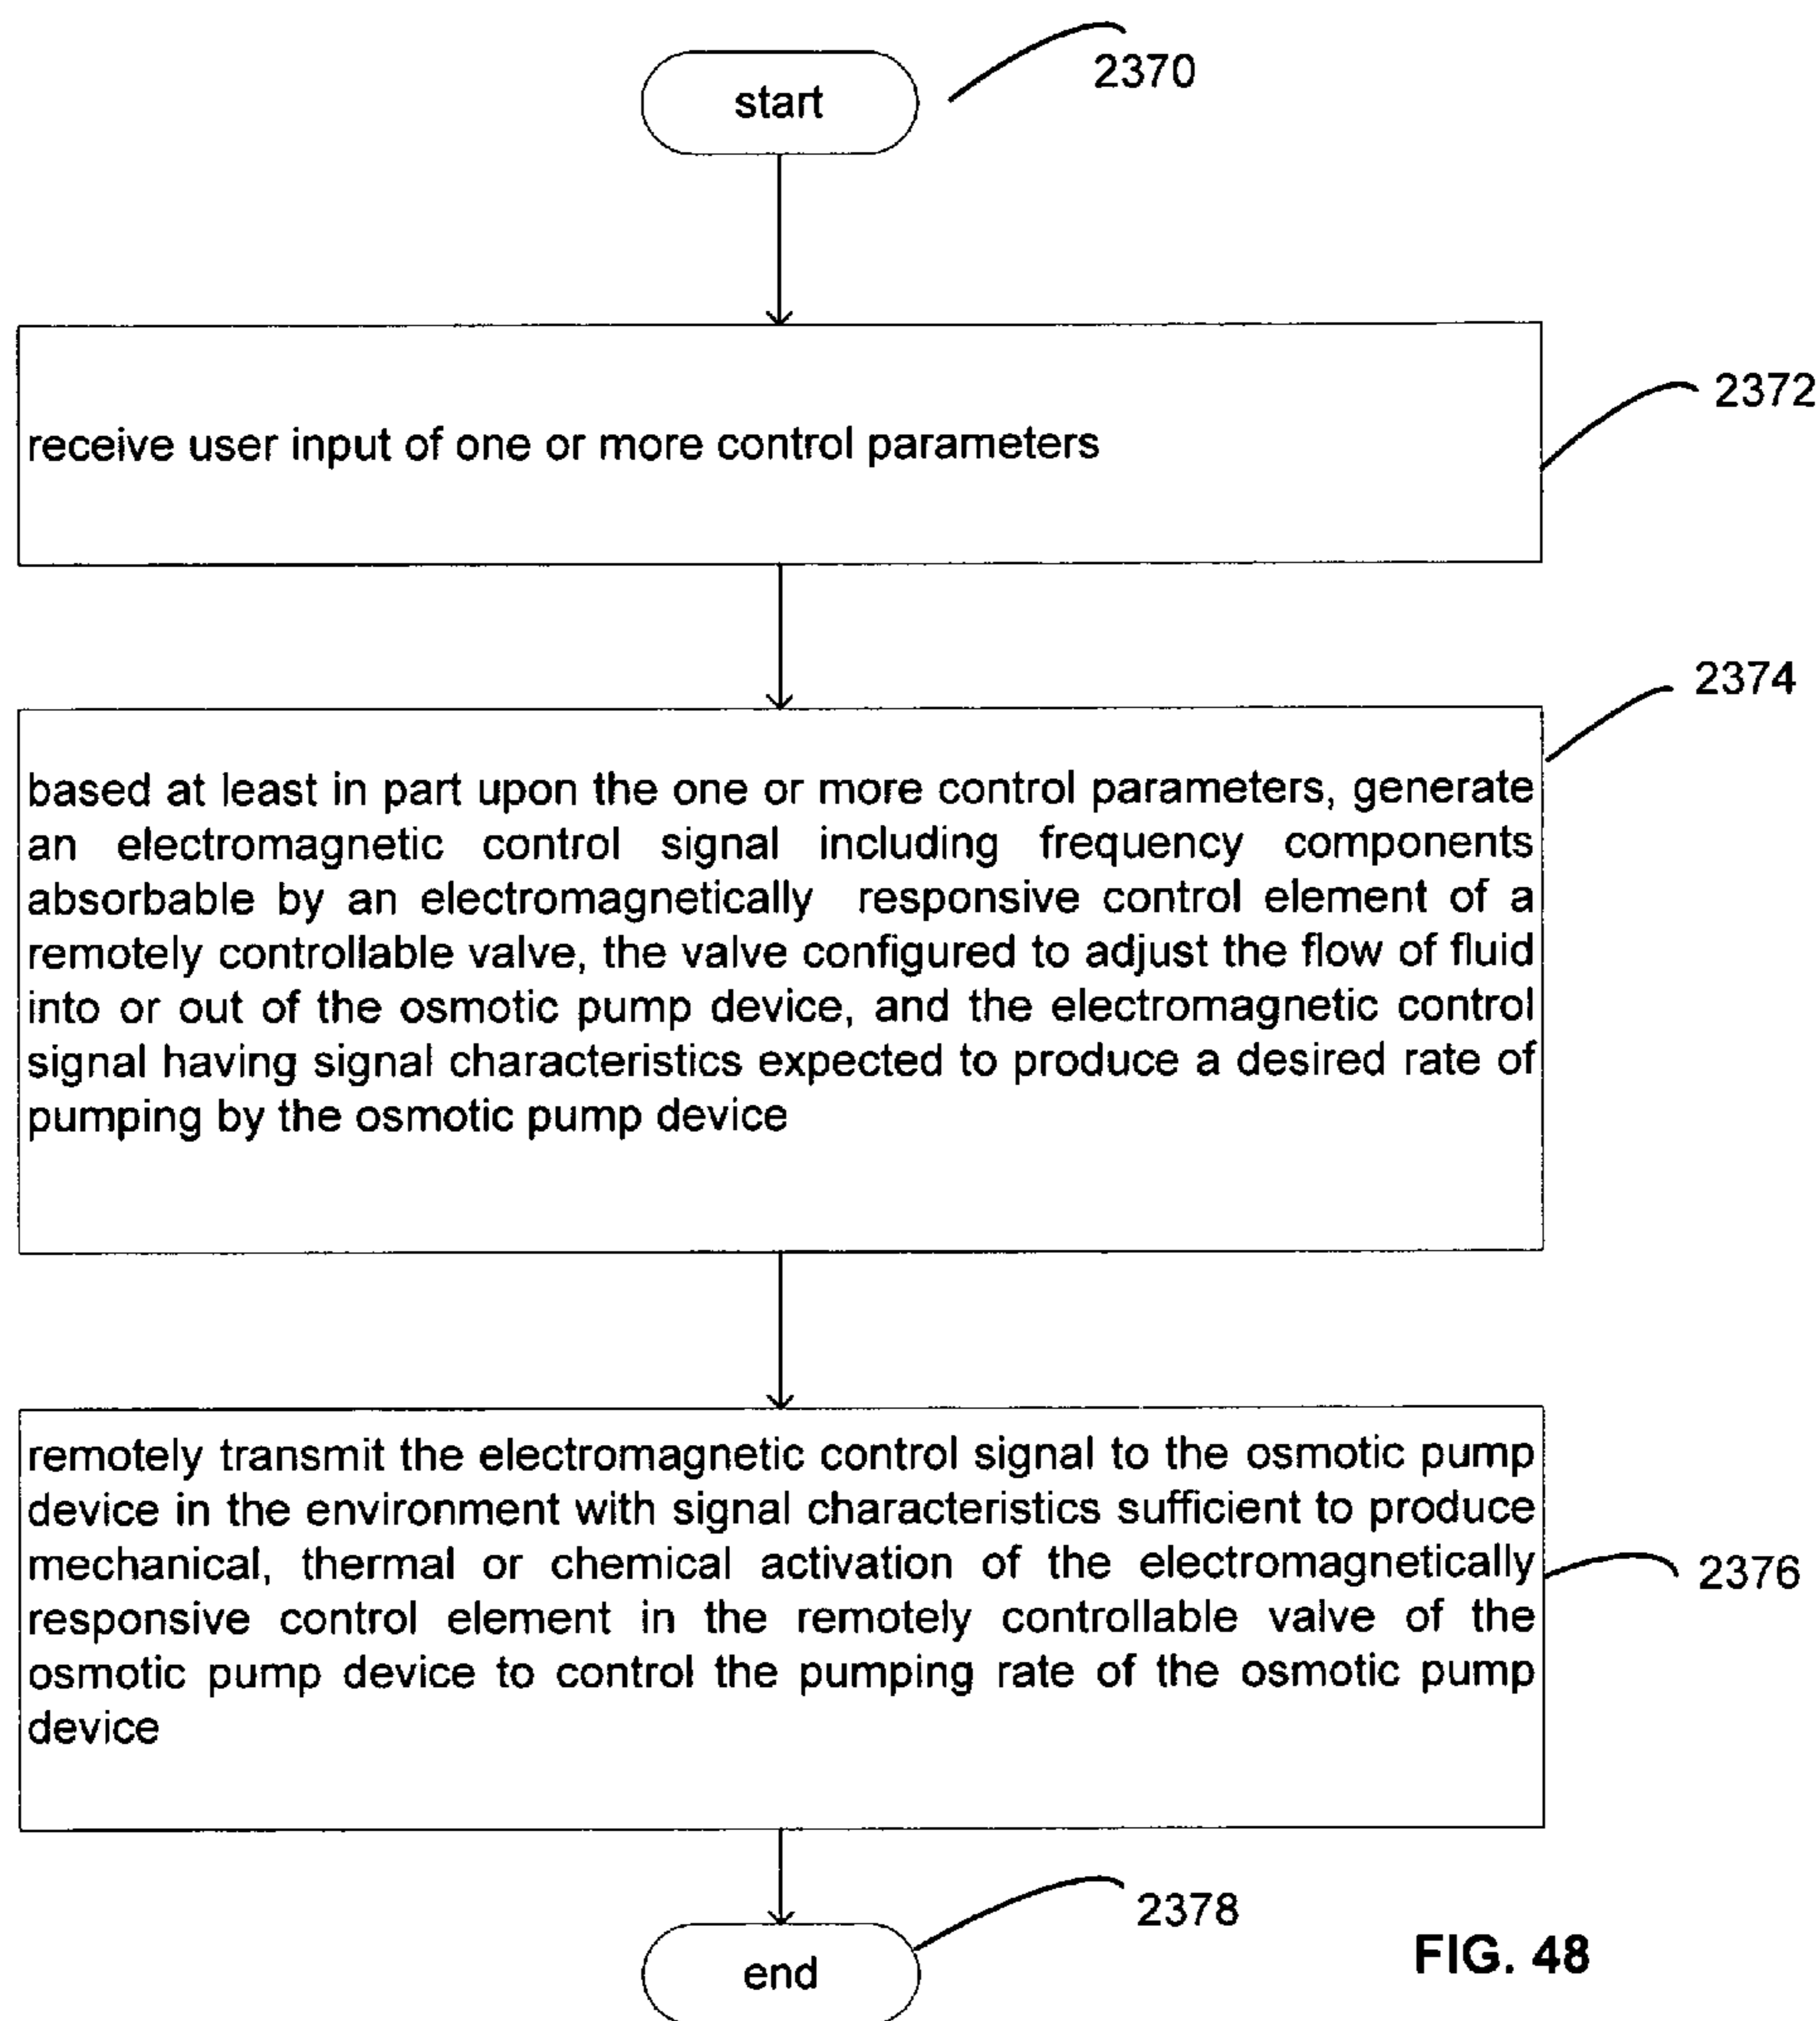 start
2370
receive user input of one or more control parameters
2372
2374
based at least in part upon the one or more control parameters, generate
an electromagnetic control signal including frequency components
absorbable by an electromagnetically responsive control element of a
remotely controllable valve, the valve configured to adjust the flow of fluid
into or out of the osmotic pump device, and the electromagnetic control
signal having signal characteristics expected to produce a desired rate of
pumping by the osmotic pump device
remotely transmit the electromagnetic control signal to the osmotic pump
device in the environment with signal characteristics sufficient to produce
mechanical, thermal or chemical activation of the electromagnetically
responsive control element in the remotely controllable valve of the
osmotic pump device to control the pumping rate of the osmotic pump
device
2376
2378
end
FIG. 48